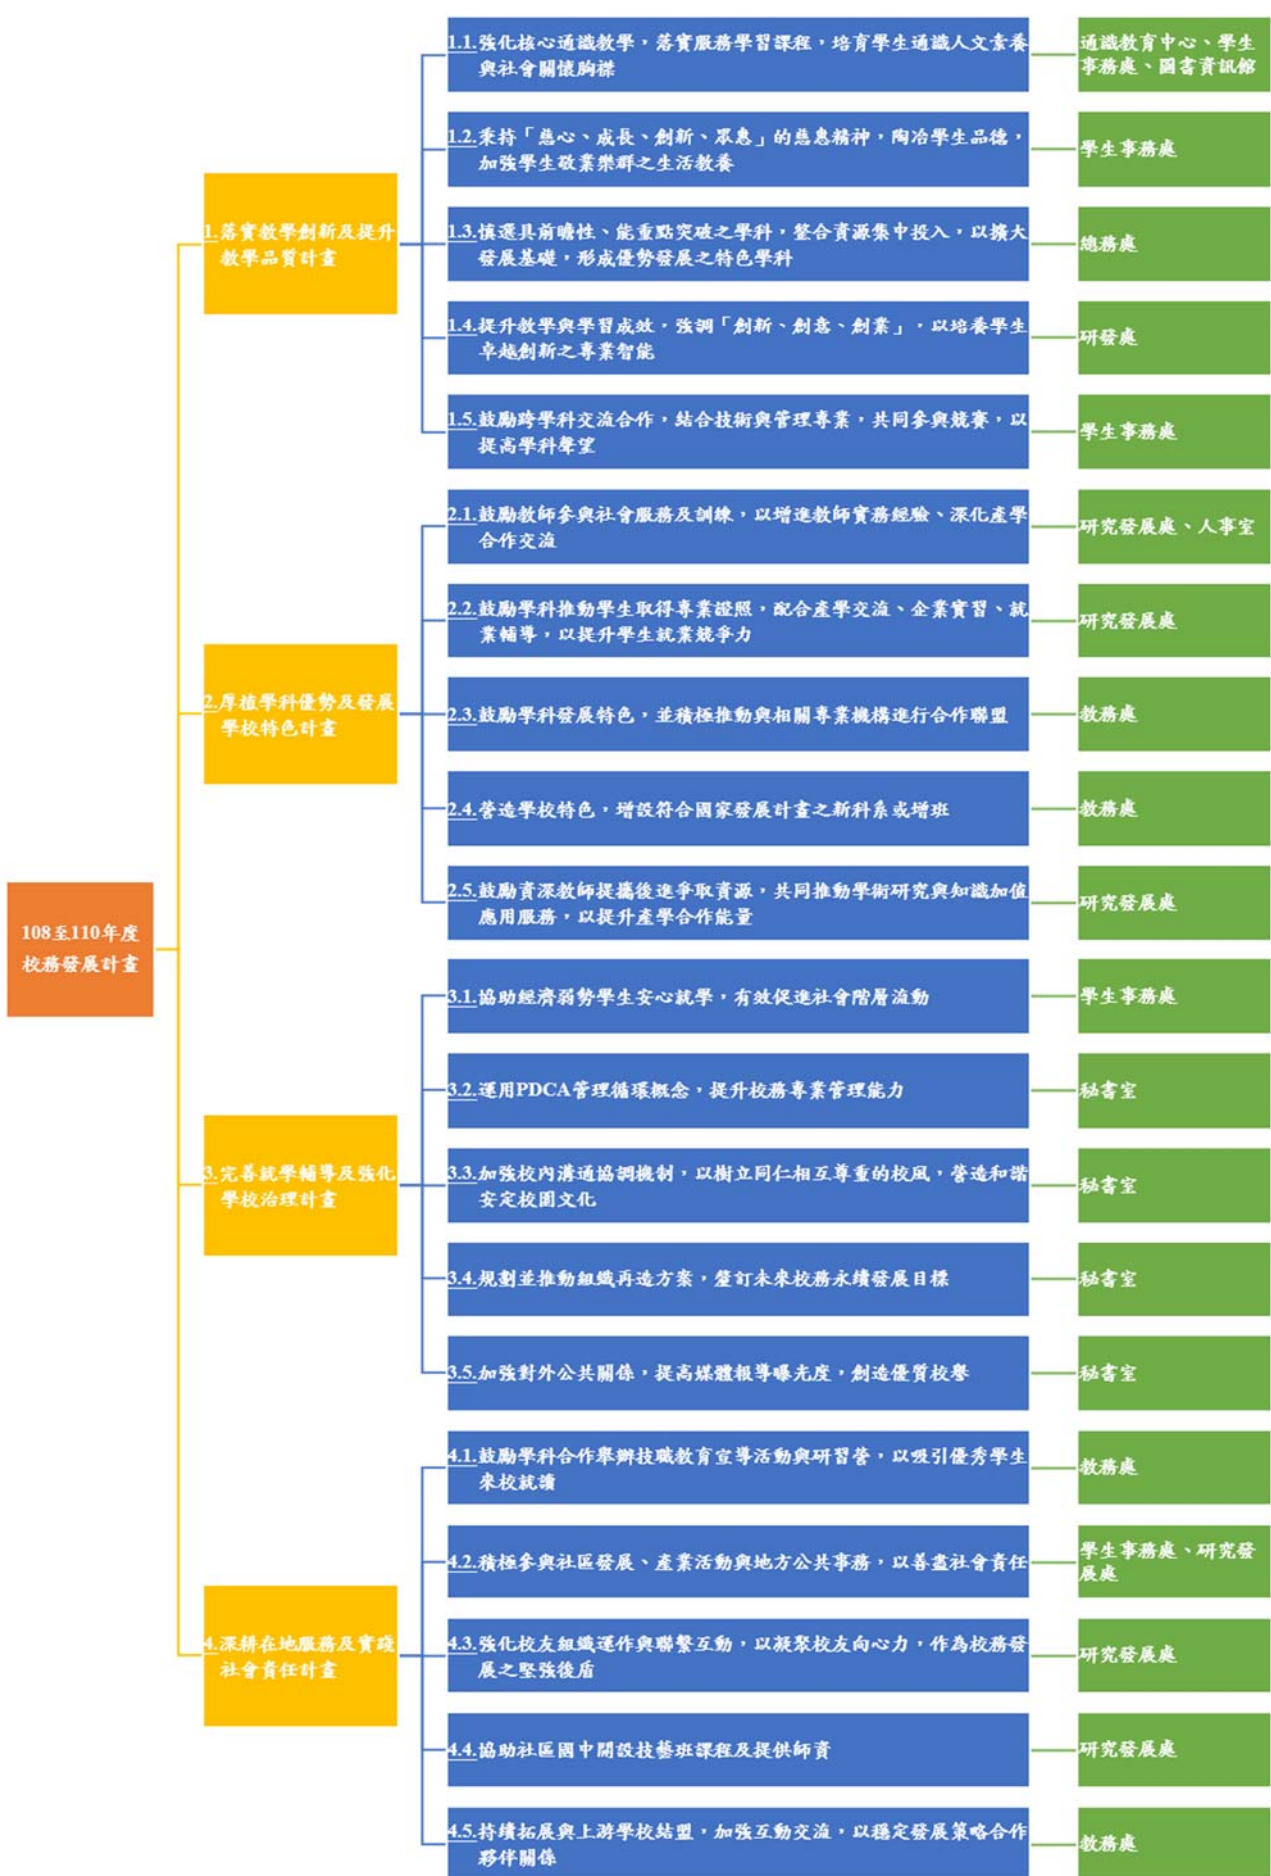 108至110年度
校務發展計畫
1.落實教學創新及提升
教學品質計畫
1.1.強化核心通識教學，落實服務學習課程，培育學生通識人文素養
與社會關懷胸襟
通識教育中心、學生
事務處、圖書資訊館
1.2.秉持「慈心、成長、創新、眾惠」的慈惠精神，陶冶學生品德，
加強學生敬業樂群之生活教養
學生事務處
1.3.慎選具前瞻性、能重點突破之學科，整合資源集中投入，以擴大
發展基礎，形成優勢發展之特色學科
總務處
1.4.提升教學與學習成效，強調「創新、創意、創業」，以培養學生
卓越創新之專業智能
研發處
1.5.鼓勵跨學科交流合作，結合技術與管理專業，共同參與競賽，以
提高學科聲望
學生事務處
2.厚植學科優勢及發展
學校特色計畫
2.1.鼓勵教師參與社會服務及訓練，以增進教師實務經驗、深化產學
合作交流
研究發展處、人事室
2.2.鼓勵學科推動學生取得專業證照，配合產學交流、企業實習、就
業輔導，以提升學生就業競爭力
研究發展處
2.3.鼓勵學科發展特色，並積極推動與相關專業機構進行合作聯盟
教務處
2.4.營造學校特色，增設符合國家發展計畫之新科系或增班
教務處
2.5.鼓勵資深教師提攜後進爭取資源，共同推動學術研究與知識加值
應用服務，以提升產學合作能量
研究發展處
3.完善就學輔導及強化
學校治理計畫
3.1.協助經濟弱勢學生安心就學，有效促進社會階層流動
學生事務處
3.2.運用PDCA管理循環概念，提升校務專業管理能力
秘書室
3.3.加強校內溝通協調機制，以樹立同仁相互尊重的校風，營造和諧
安定校園文化
秘書室
3.4.規劃並推動組織再造方案，釐訂未來校務永續發展目標
秘書室
3.5.加強對外公共關係，提高媒體報導曝光度，創造優質校譽
秘書室
4.深耕在地服務及實踐
社會責任計畫
4.1.鼓勵學科合作舉辦技職教育宣導活動與研習營，以吸引優秀學生
來校就讀
教務處
4.2.積極參與社區發展、產業活動與地方公共事務，以善盡社會責任
學生事務處、研究發
展處
4.3.強化校友組織運作與聯繫互動，以凝聚校友向心力，作為校務發
展之堅強後盾
研究發展處
4.4.協助社區國中開設技藝班課程及提供師資
研究發展處
4.5.持續拓展與上游學校結盟，加強互動交流，以穩定發展策略合作
夥伴關係
教務處